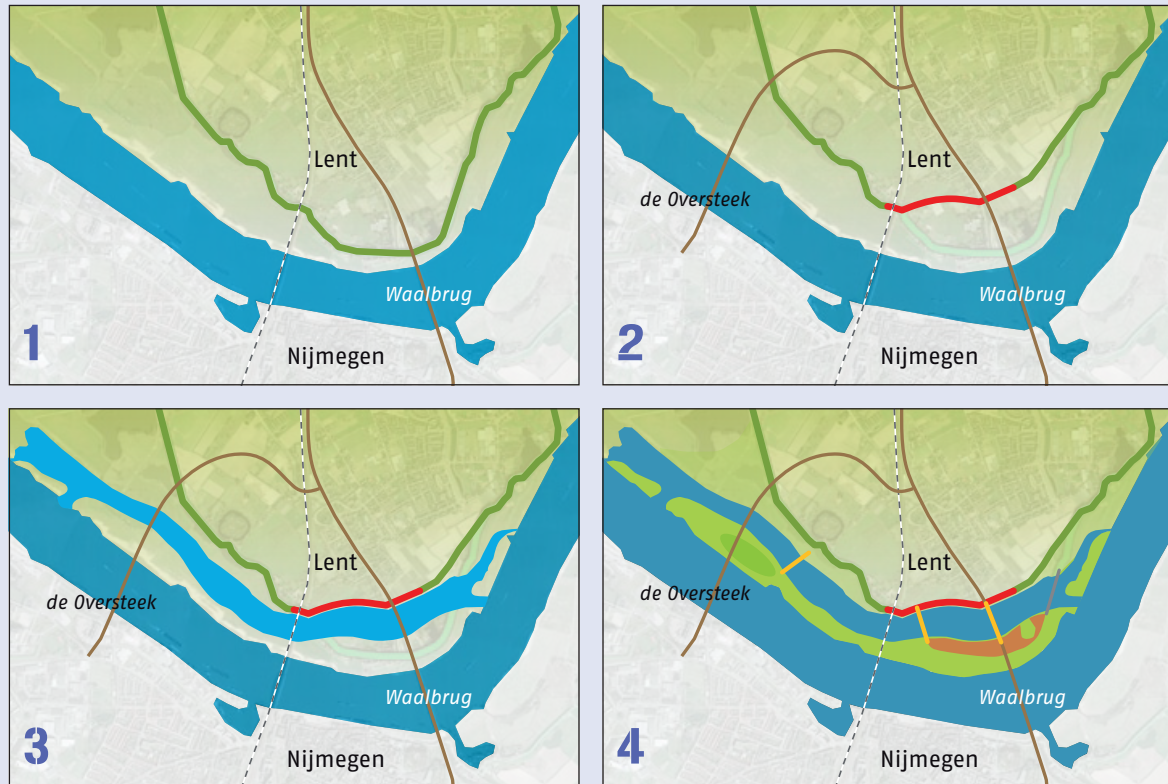 Lent
Waalbrug
1
Nijmegen
Lent
de Oversteek
Waalbrug
2
Nijmegen
Lent
de Oversteek
Waalbrug
3
Nijmegen
Lent
de Oversteek
Waalbrug
4
Nijmegen